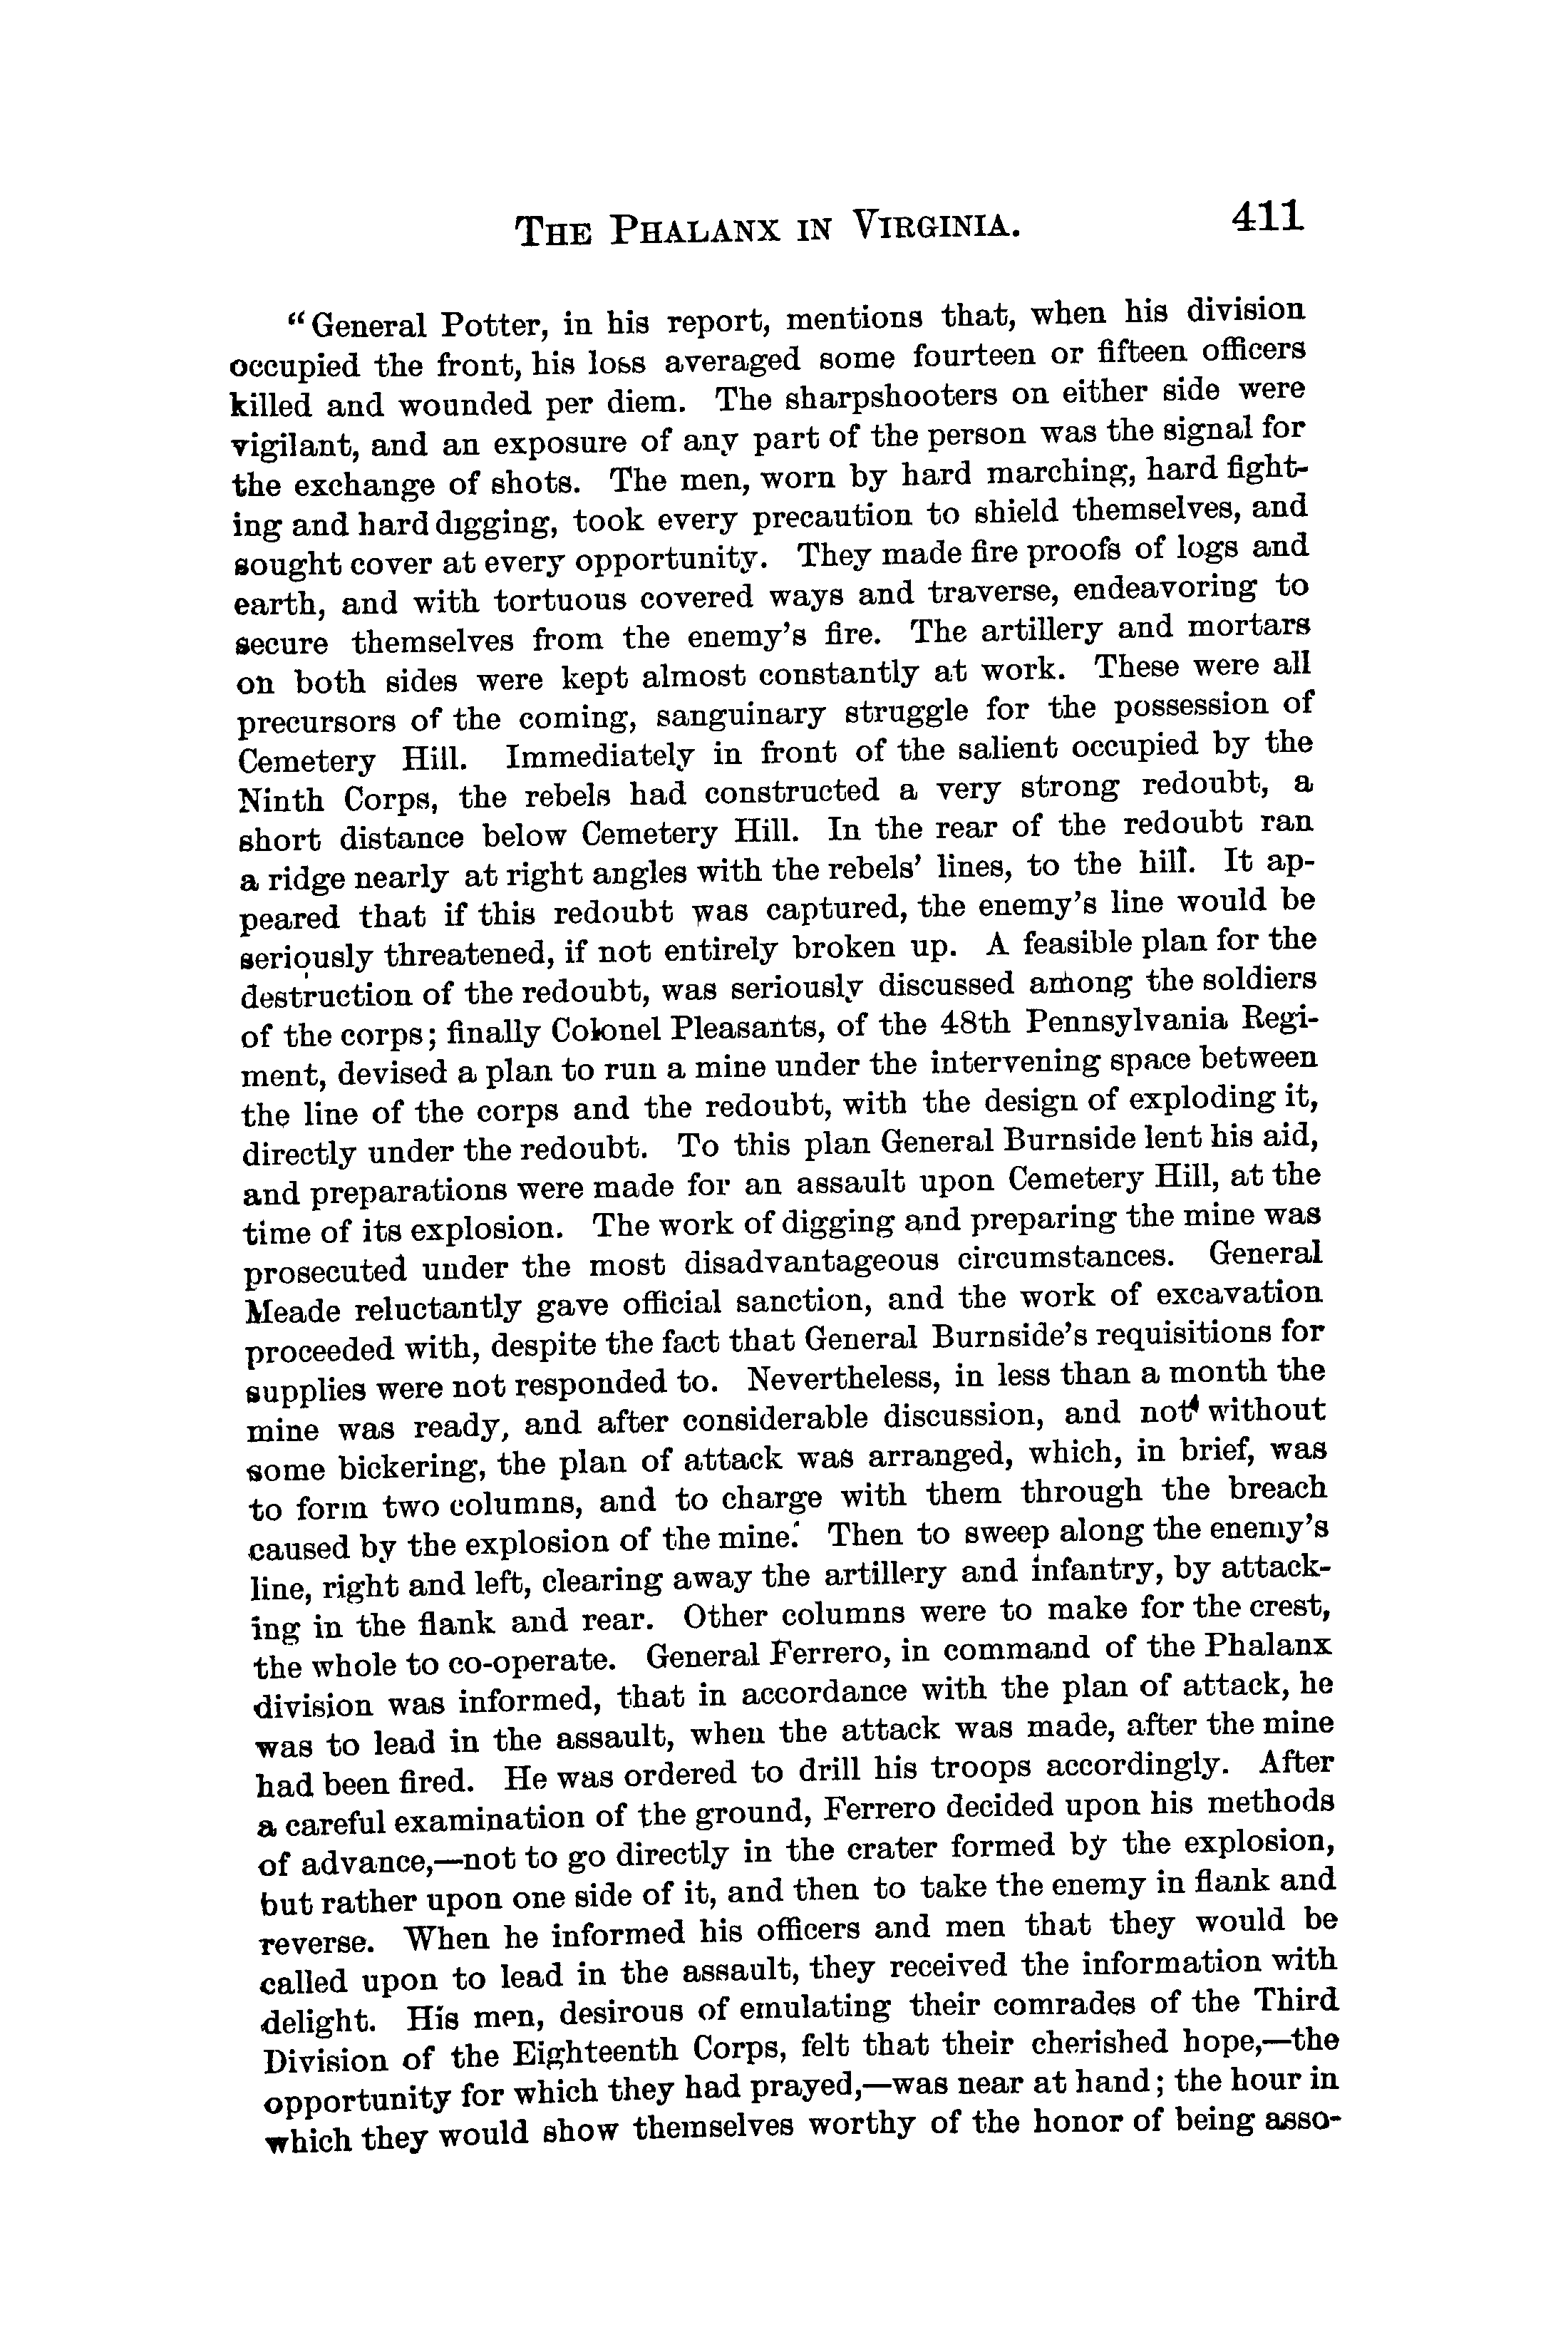 THE PHALANX IN VIRGINIA. 411
“General Potter, in his report, mentions that, when his division
occupied the front, his loss averaged some fourteen or fifteen officers
killed and wounded per diem. The sharpshooters on either side were
vigilant, and an exposure of any part of the person was the signal for
the exchange of shots. The men, worn by hard marching, hard fight-
ing and hard digging, took every precaution to shield themselves, and
sought cover at every opportunity. They made fire proofs of logs and
earth, and with tortuous covered ways and traverse, endeavoring to
secure themselves from the enemy’s fire. The artillery and mortars
on both sides were kept almost constantly at work. These were all
precursors of the coming, sanguinary struggle for the possession of
Cemetery Hill. Immediately in front of the salient occupied by the
Ninth Corps, the rebels had constructed a very strong redoubt, a
short distance below Cemetery Hill. In the rear of the redoubt ran
a ridge nearly at right angles with the rebels’ lines, to the hill. It ap-
peared that if this redoubt was captured, the enemy’s line would be
seriously threatened, if not entirely broken up. A feasible plan for the
destruction of the redoubt, was seriously discussed among the soldiers
of the corps; finally Colonel Pleasants, of the 48th Pennsylvania Regi-
ment, devised a plan to run a mine under the intervening space between
the line of the corps and the redoubt, with the design of exploding it,
directly under the redoubt. To this plan General Burnside lent his aid,
and preparations were made for an assault upon Cemetery Hill, at the
time of its explosion. The work of digging and preparing the mine was
prosecuted under the most disadvantageous circumstances. General
Meade reluctantly gave official sanction, and the work of excavation
proceeded with, despite the fact that General Burnside’s requisitions for
supplies were not responded to. Nevertheless, in less than a month the
mine was ready, and after considerable discussion, and not without
some bickering, the plan of attack was arranged, which, in brief, was
to form two columns, and to charge with them through the breach
caused by the explosion of the mine. Then to sweep along the enemy’s
line, right and left, clearing away the artillery and infantry, by attack-
ing in the flank and rear. Other columns were to make for the crest,
the whole to co-operate. General Ferrero, in command of the Phalanx
division was informed, that in accordance with the plan of attack, he
was to lead in the assault, when the attack was made, after the mine
had been fired. He was ordered to drill his troops accordingly. After
a careful examination of the ground, Ferrero decided upon his methods
of advance,—not to go directly in the crater formed by the explosion,
but rather upon one side of it, and then to take the enemy in flank and
reverse. When he informed his officers and men that they would be
called upon to lead in the assault, they received the information with
delight. His men, desirous of emulating their comrades of the Third
Division of the Eighteenth Corps, felt that their cherished hope,—the
opportunity for which they had prayed,—was near at hand; the hour in
which they would show themselves worthy of the honor of being asso-